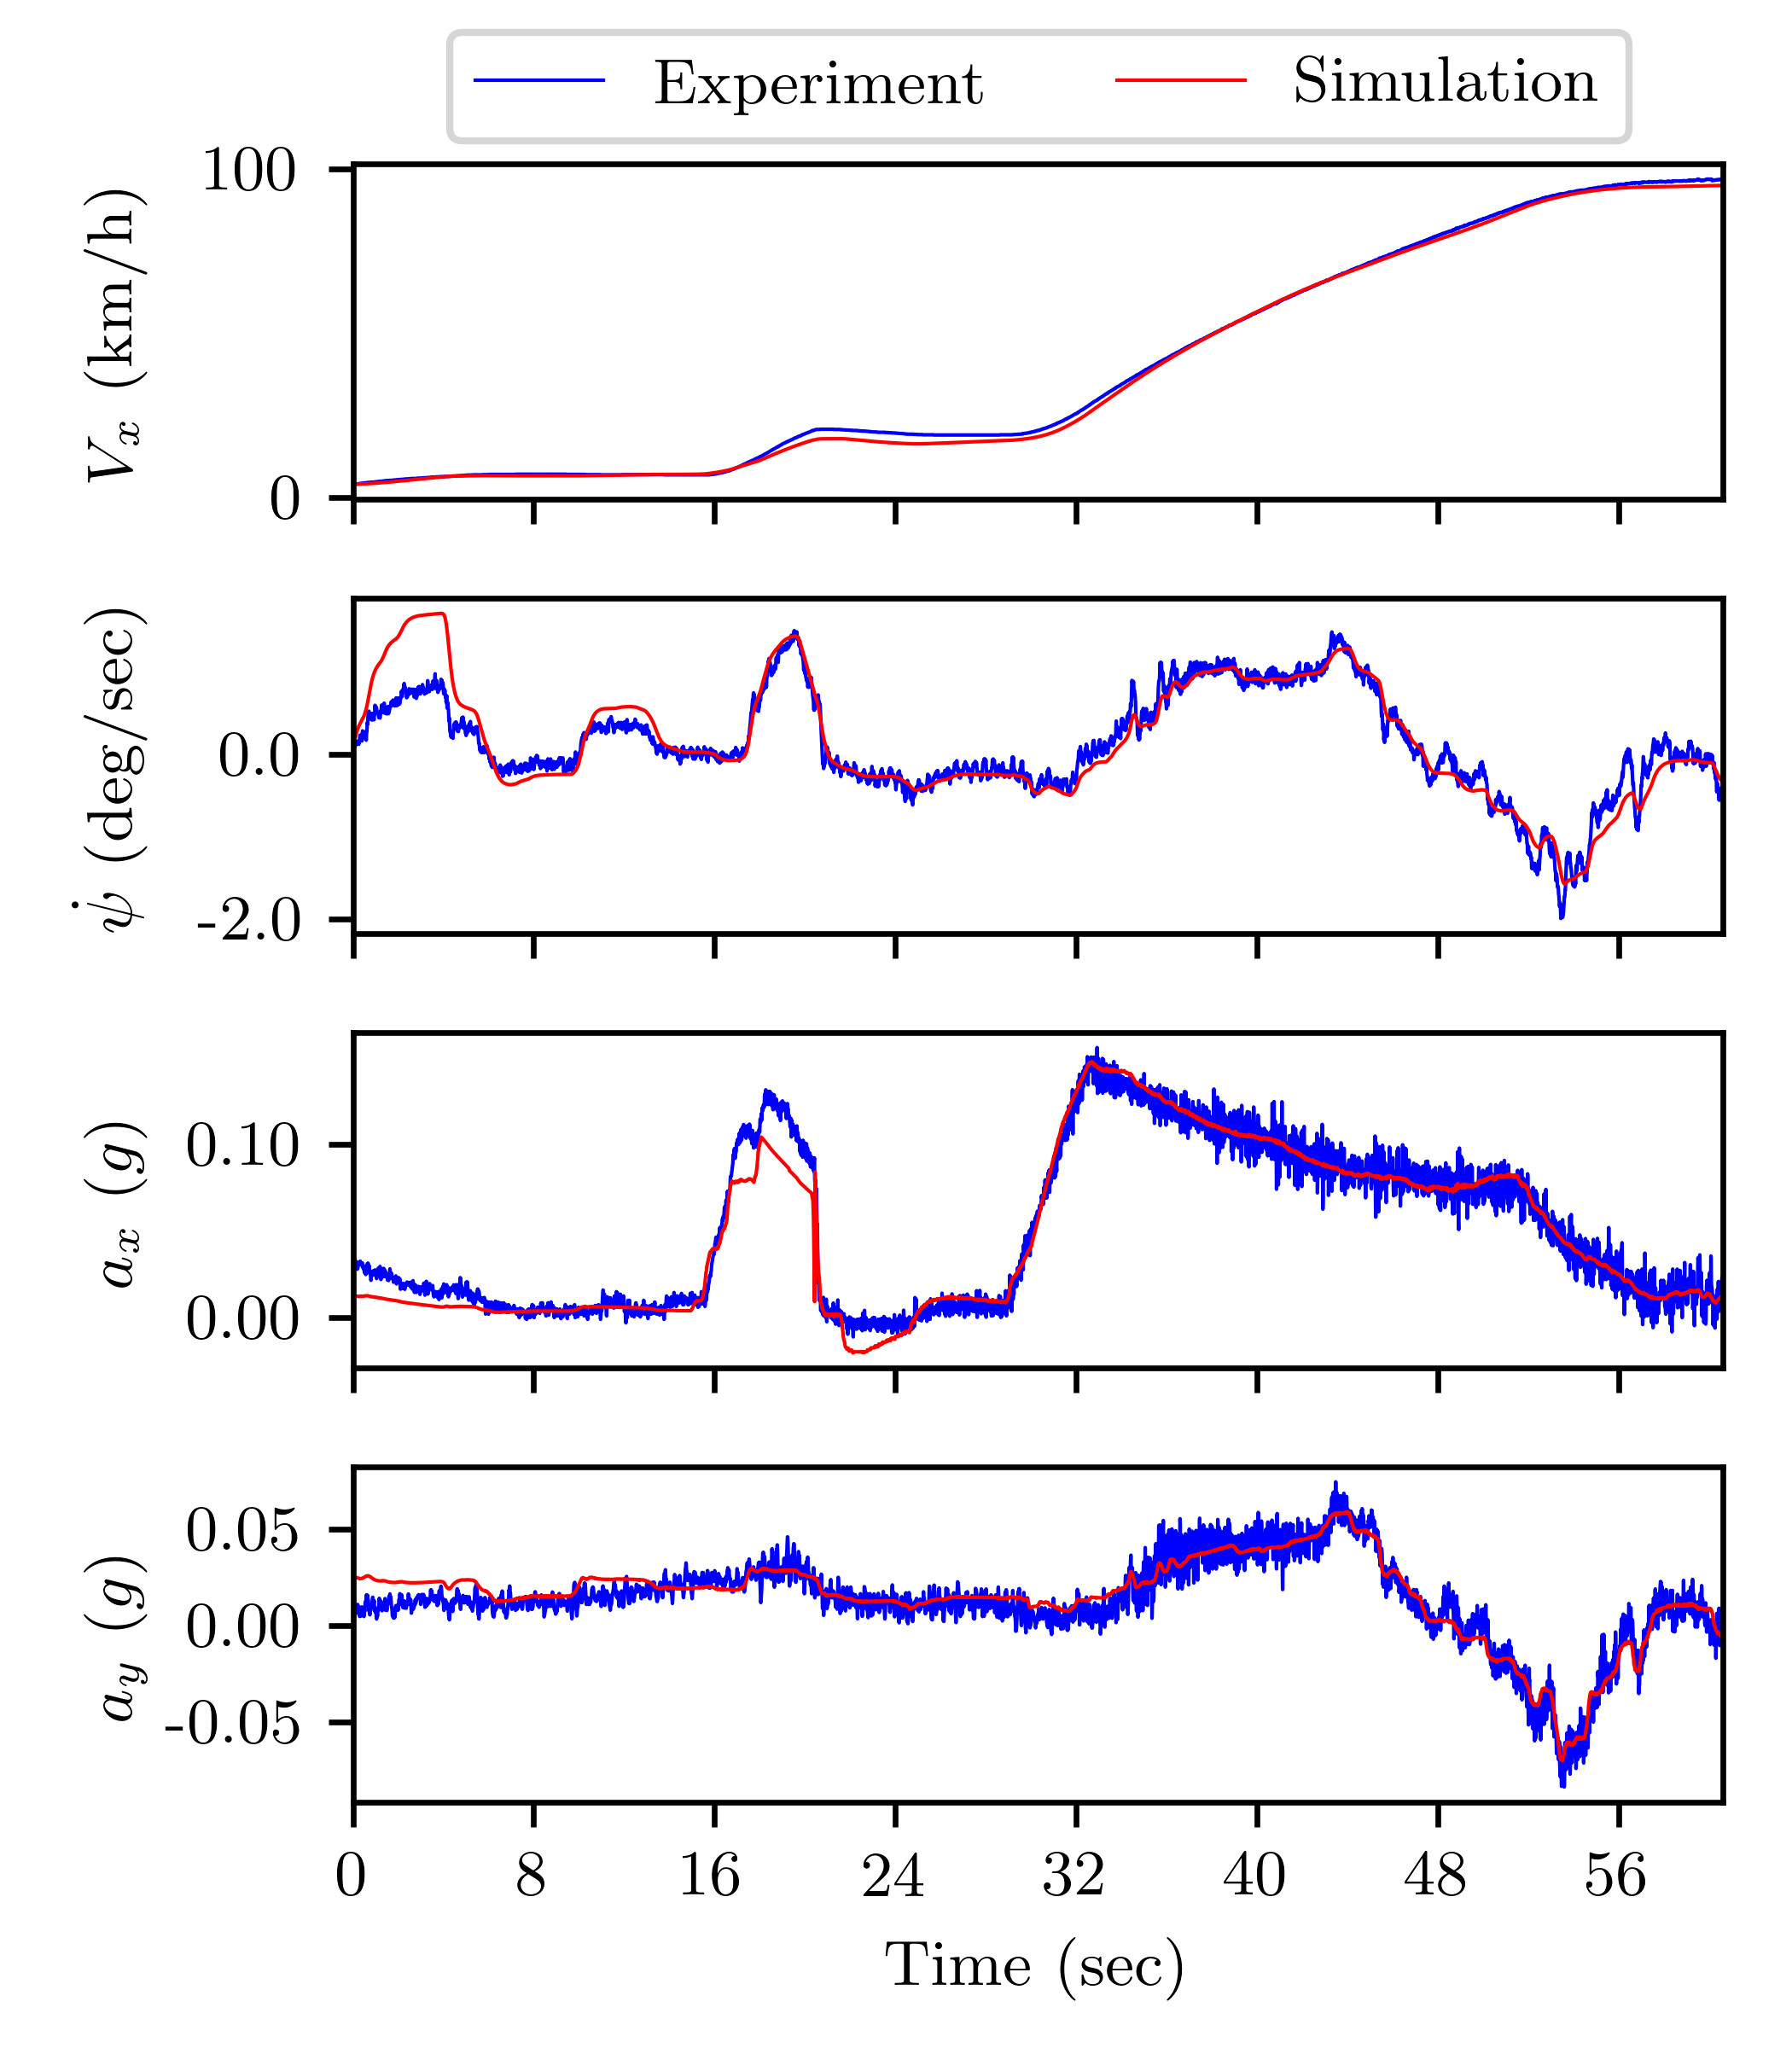 Experiment Simulation
100
0
V_x (km/h)
0.0
-2.0
ψ̇ (deg/sec)
0.10
0.00
a_x (g)
0.05
0.00
-0.05
a_y (g)
0 8 16 24 32 40 48 56
Time (sec)